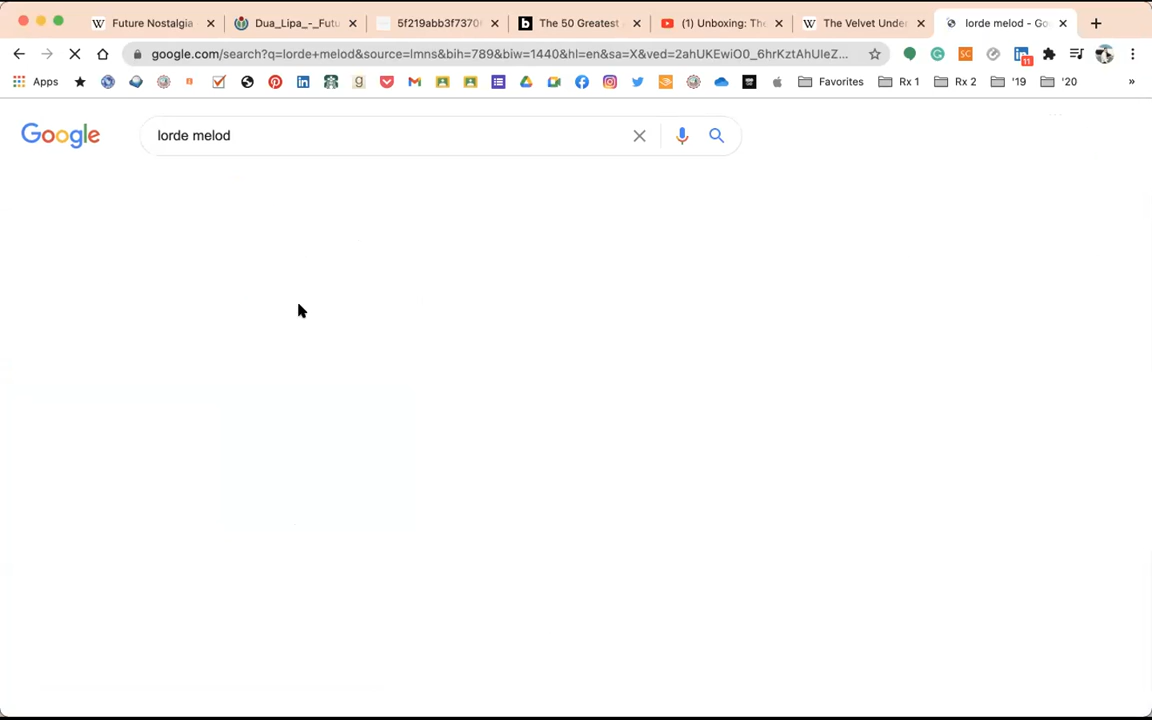 Future Nostalgia
Dua_Lipa_-_Futu
5f219abb3f7370
The 50 Greatest
(1) Unboxing: The
The Velvet Under
lorde melod - Go
google.com/search?q=lorde+melod&source=lmns&bih=789&biw=1440&hl=en&sa=X&ved=2ahUKEwiO0_6hrKztAhUIeZ...
11
Apps
Favorites
Rx 1
Rx 2
'19
'20
»
Google
lorde melod